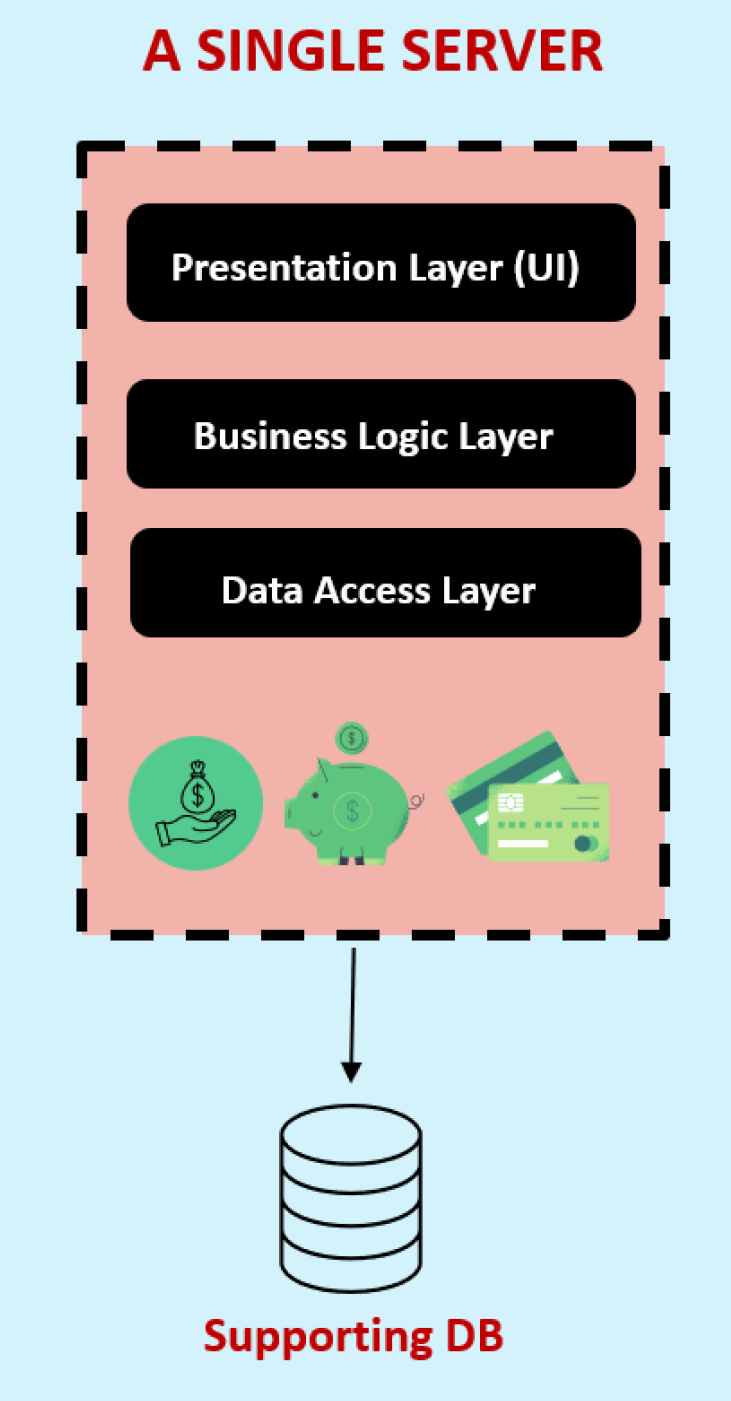 A SINGLE SERVER
Presentation Layer (UI)
Business Logic Layer
Data Access Layer
$
$
$
Supporting DB